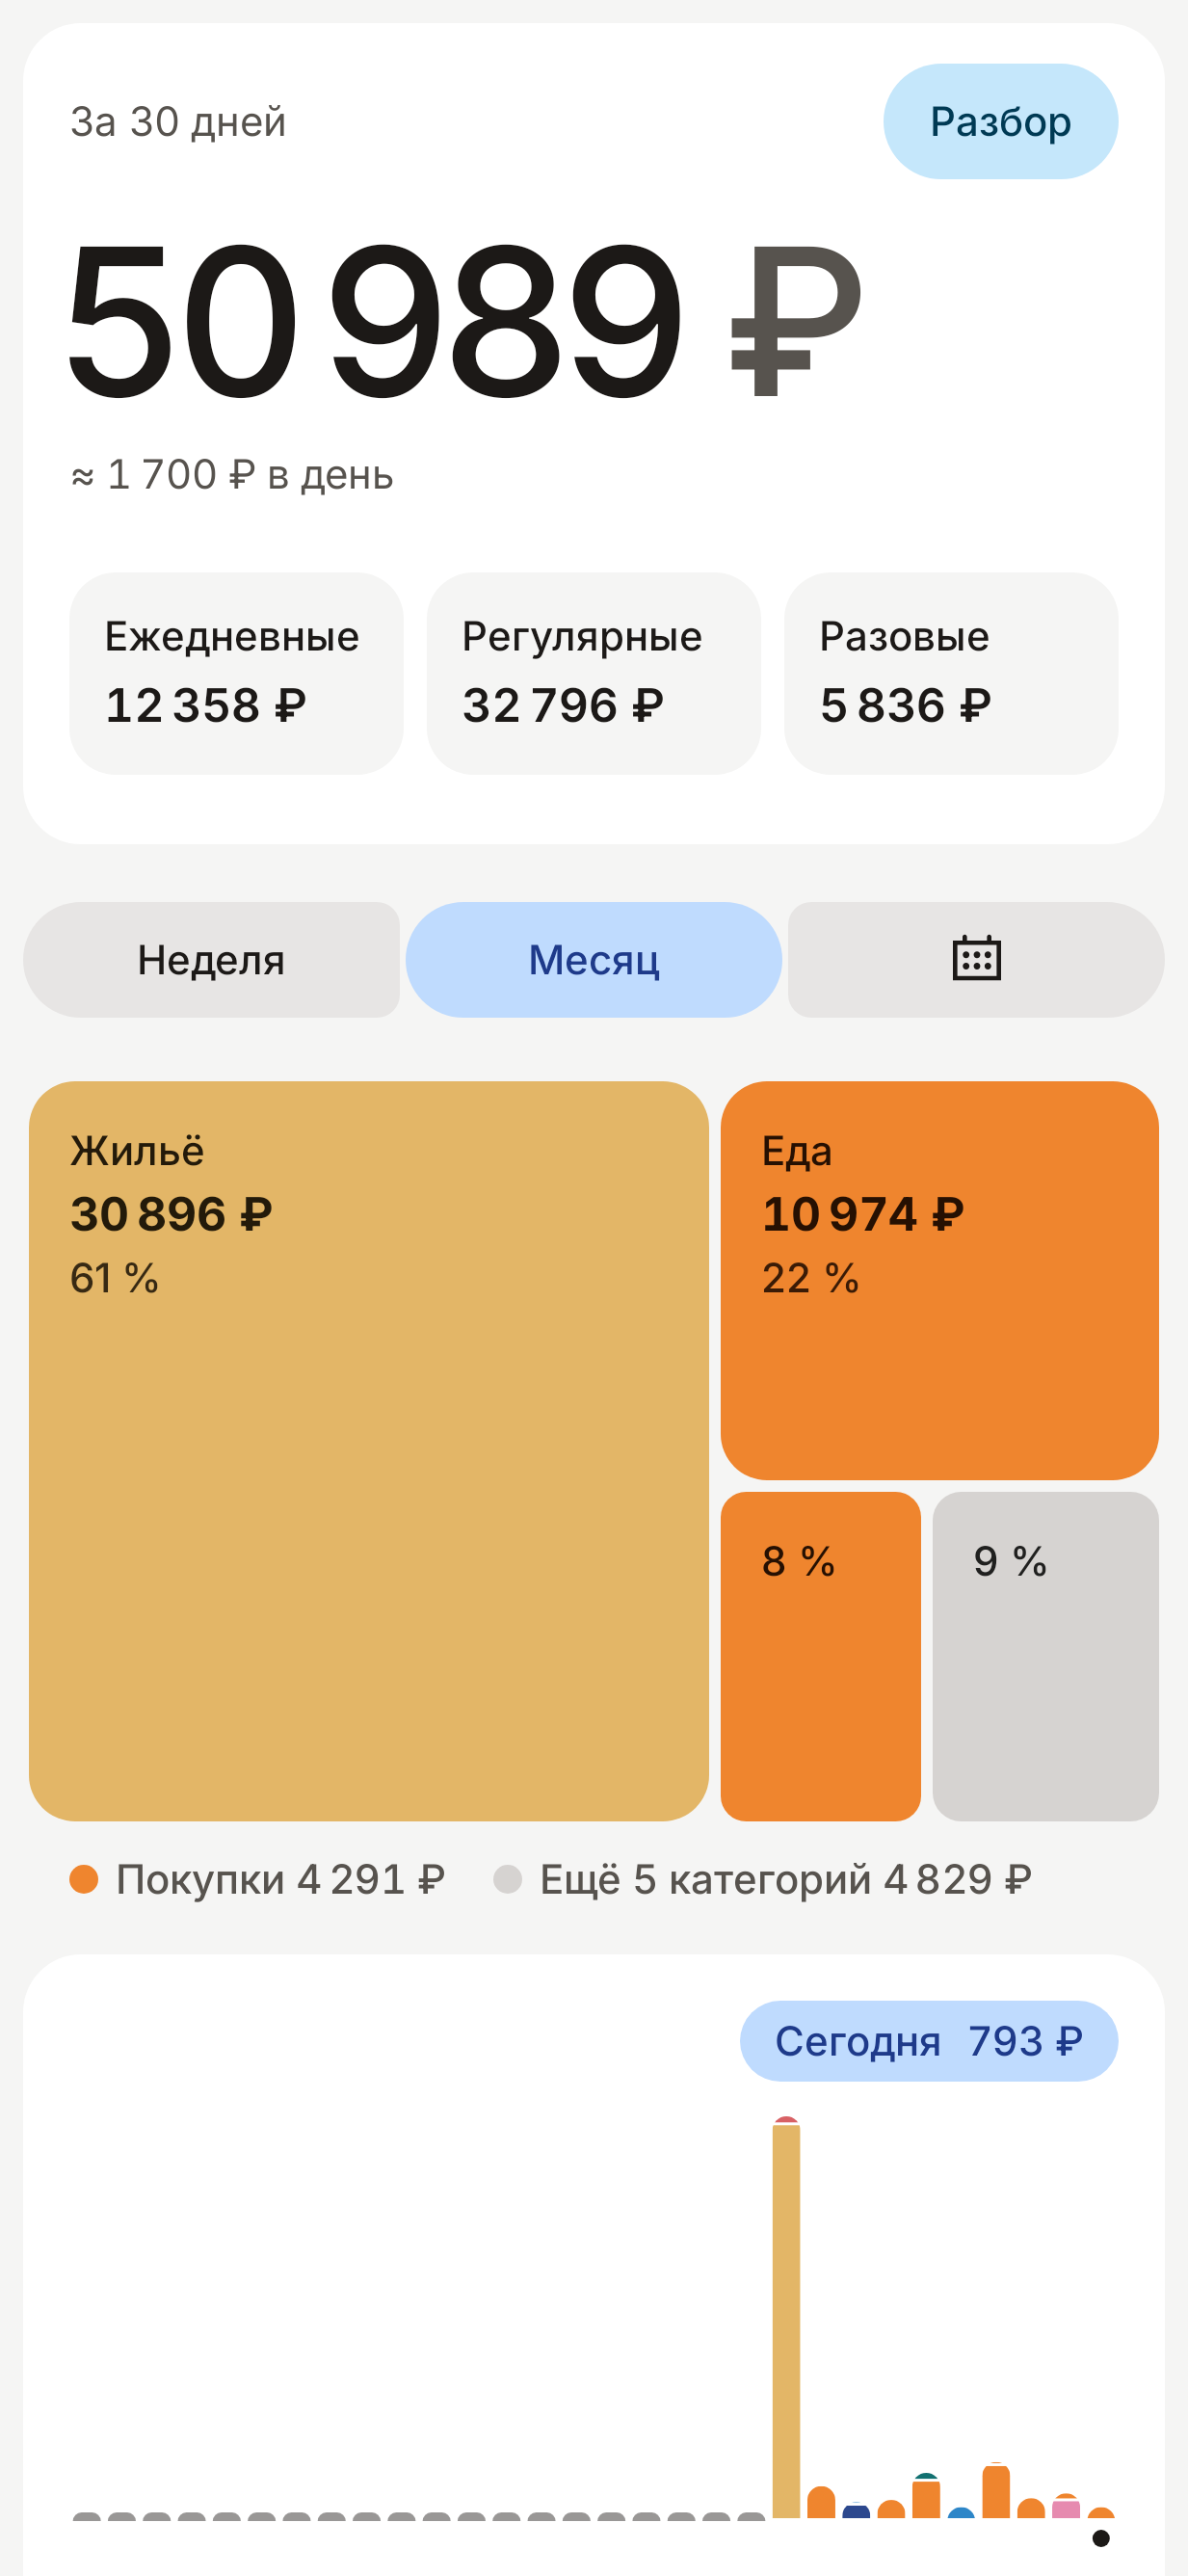 За 30 дней
Разбор
50 989 ₽
≈ 1 700 ₽ в день
Ежедневные
12 358 ₽
Регулярные
32 796 ₽
Разовые
5 836 ₽
Неделя
Месяц
Жильё
30 896 ₽
61 %
Еда
10 974 ₽
22 %
8 %
9 %
Покупки 4 291 ₽
Ещё 5 категорий 4 829 ₽
Сегодня 793 ₽